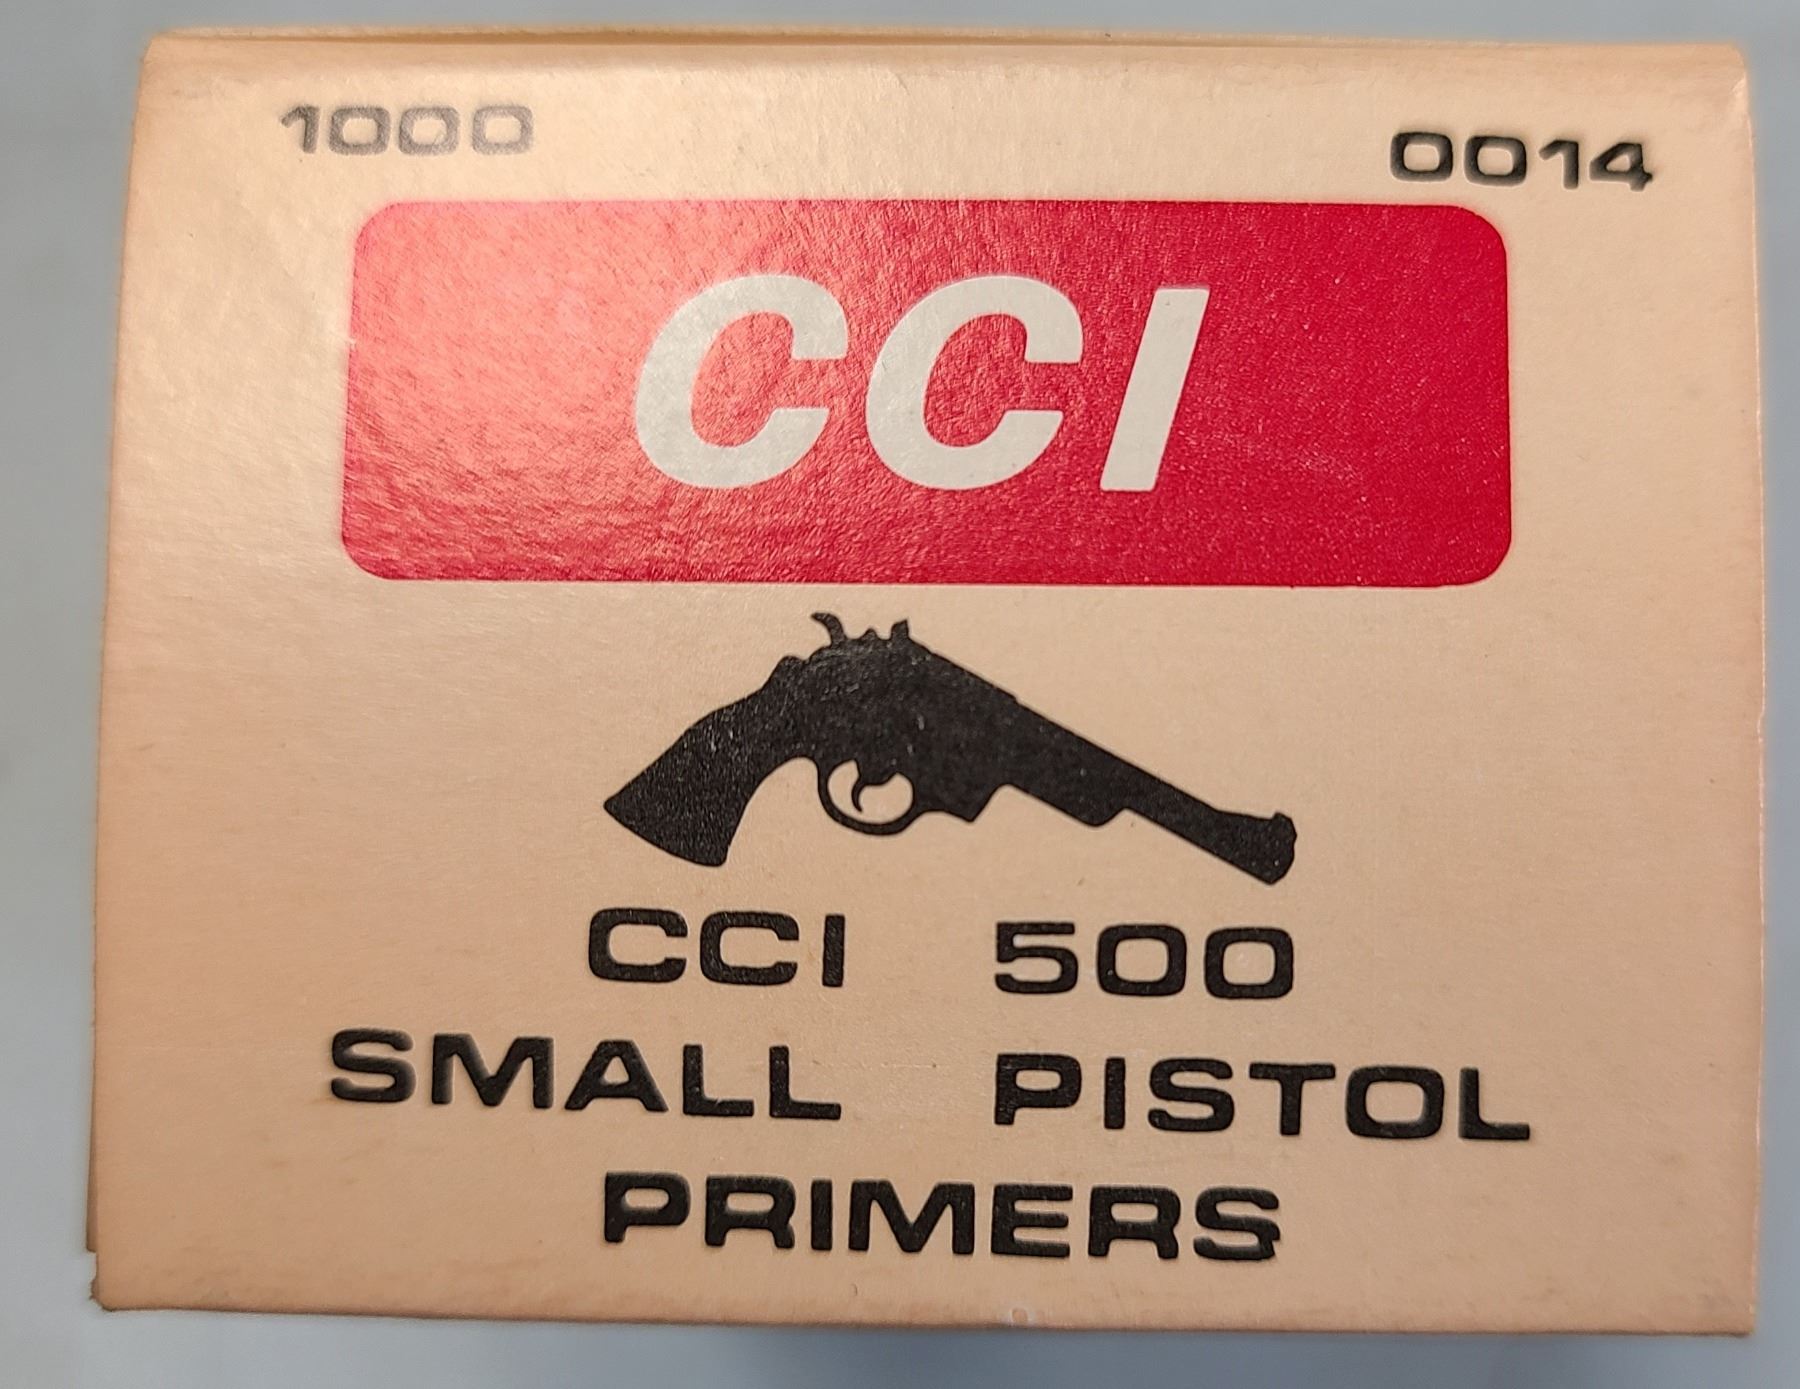 1000 0014
CCI
CCI 500
SMALL PISTOL
PRIMERS